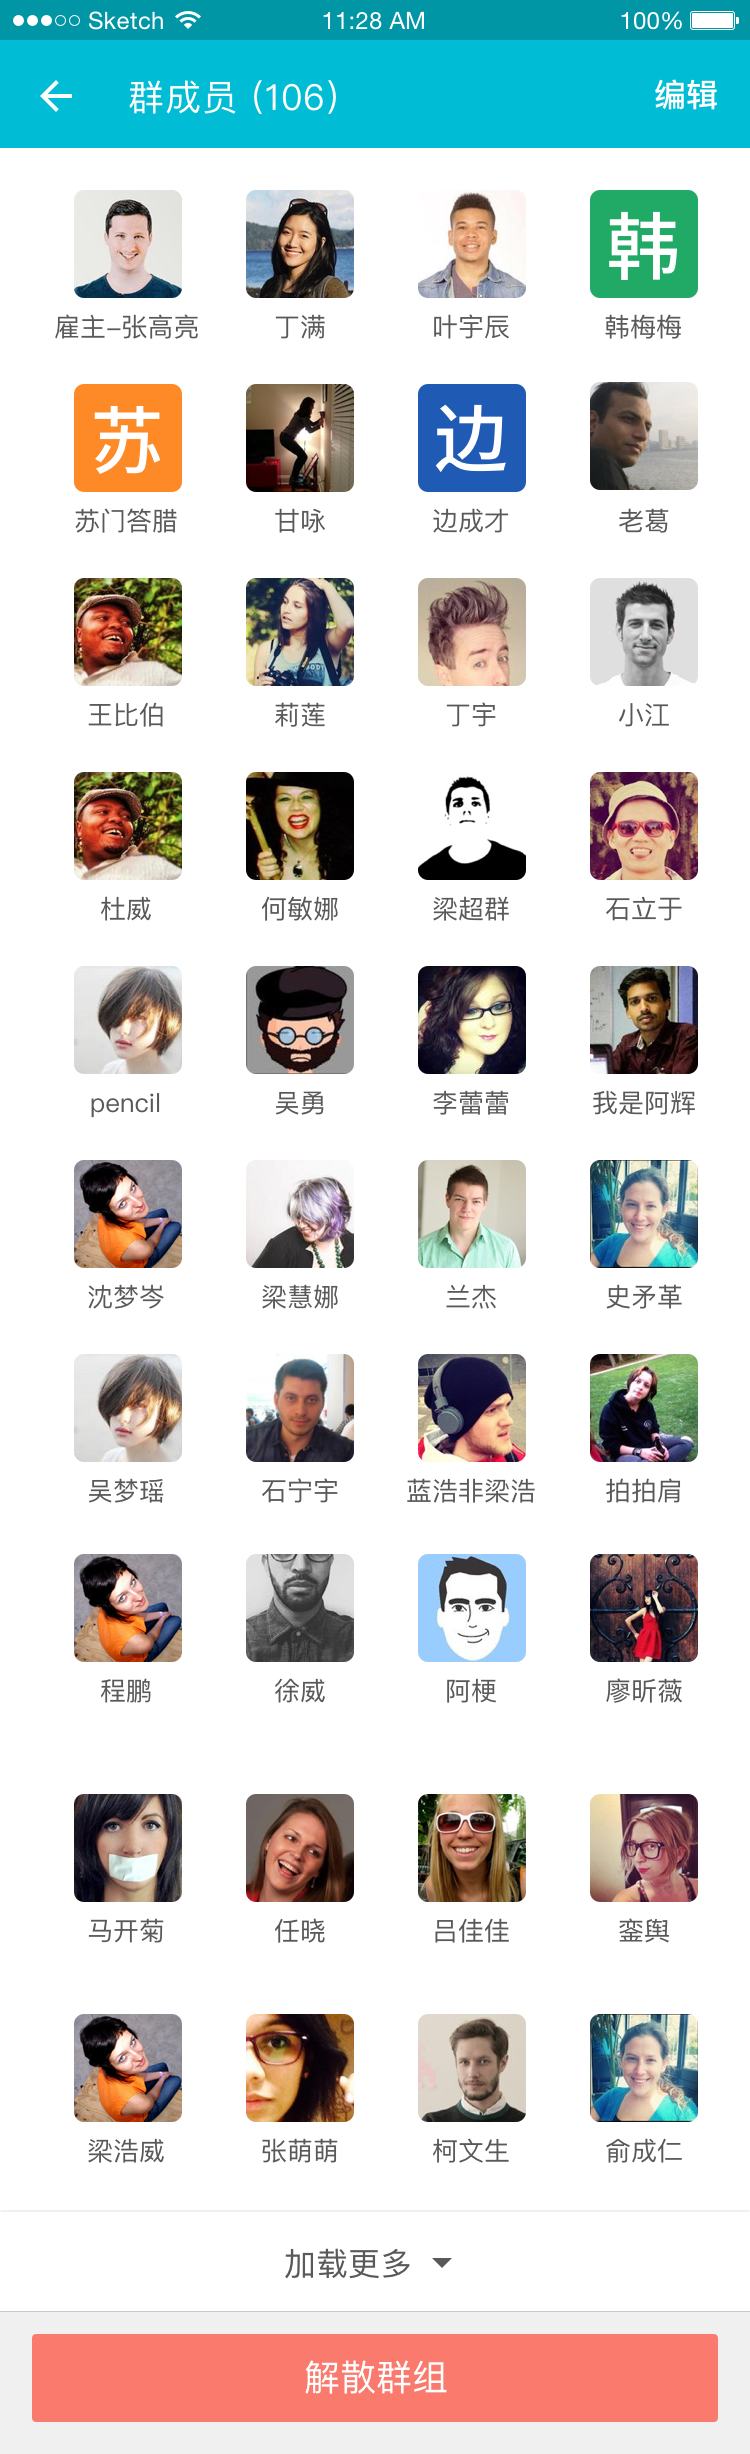 Sketch 11:28 AM 100%
群成员 (106) 编辑
韩
雇主-张高亮 丁满 叶宇辰 韩梅梅
苏 边
苏门答腊 甘咏 边成才 老葛
王比伯 莉莲 丁宇 小江
杜威 何敏娜 梁超群 石立于
pencil 吴勇 李蕾蕾 我是阿辉
沈梦岑 梁慧娜 兰杰 史矛革
吴梦瑶 石宁宇 蓝浩非梁浩 拍拍肩
程鹏 徐威 阿梗 廖昕薇
马开菊 任晓 吕佳佳 銮舆
梁浩威 张萌萌 柯文生 俞成仁
加载更多
解散群组